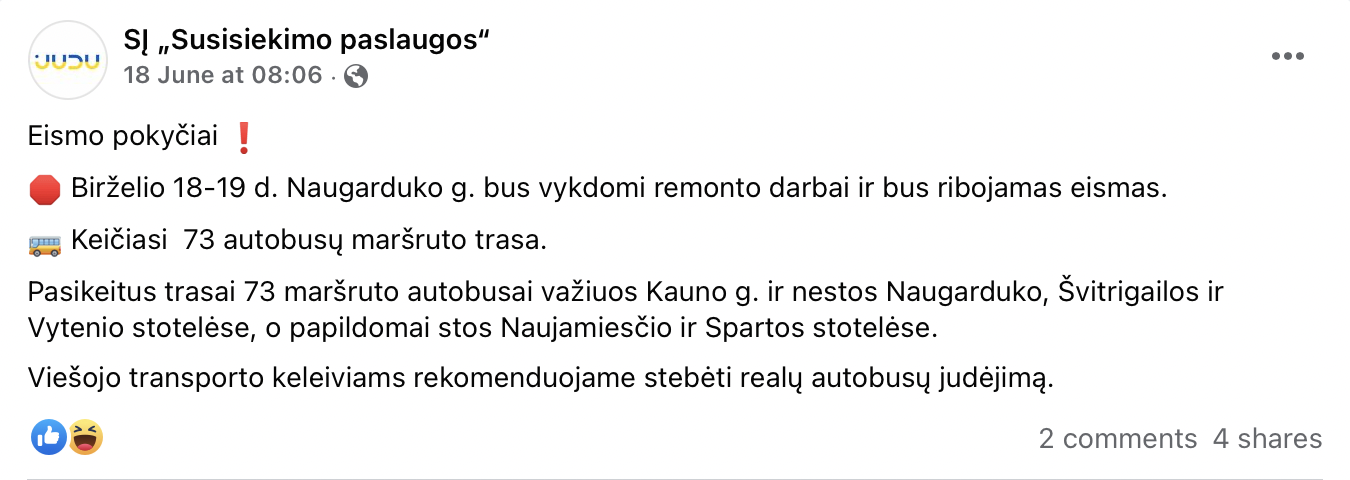 JUDU
SĮ „Susisiekimo paslaugos“
18 June at 08:06 ·
Eismo pokyčiai ❗
🛑 Birželio 18-19 d. Naugarduko g. bus vykdomi remonto darbai ir bus ribojamas eismas.
🚌 Keičiasi  73 autobusų maršruto trasa.
Pasikeitus trasai 73 maršruto autobusai važiuos Kauno g. ir nestos Naugarduko, Švitrigailos ir
Vytenio stotelėse, o papildomai stos Naujamiesčio ir Spartos stotelėse.
Viešojo transporto keleiviams rekomenduojame stebėti realų autobusų judėjimą.
2 comments 4 shares